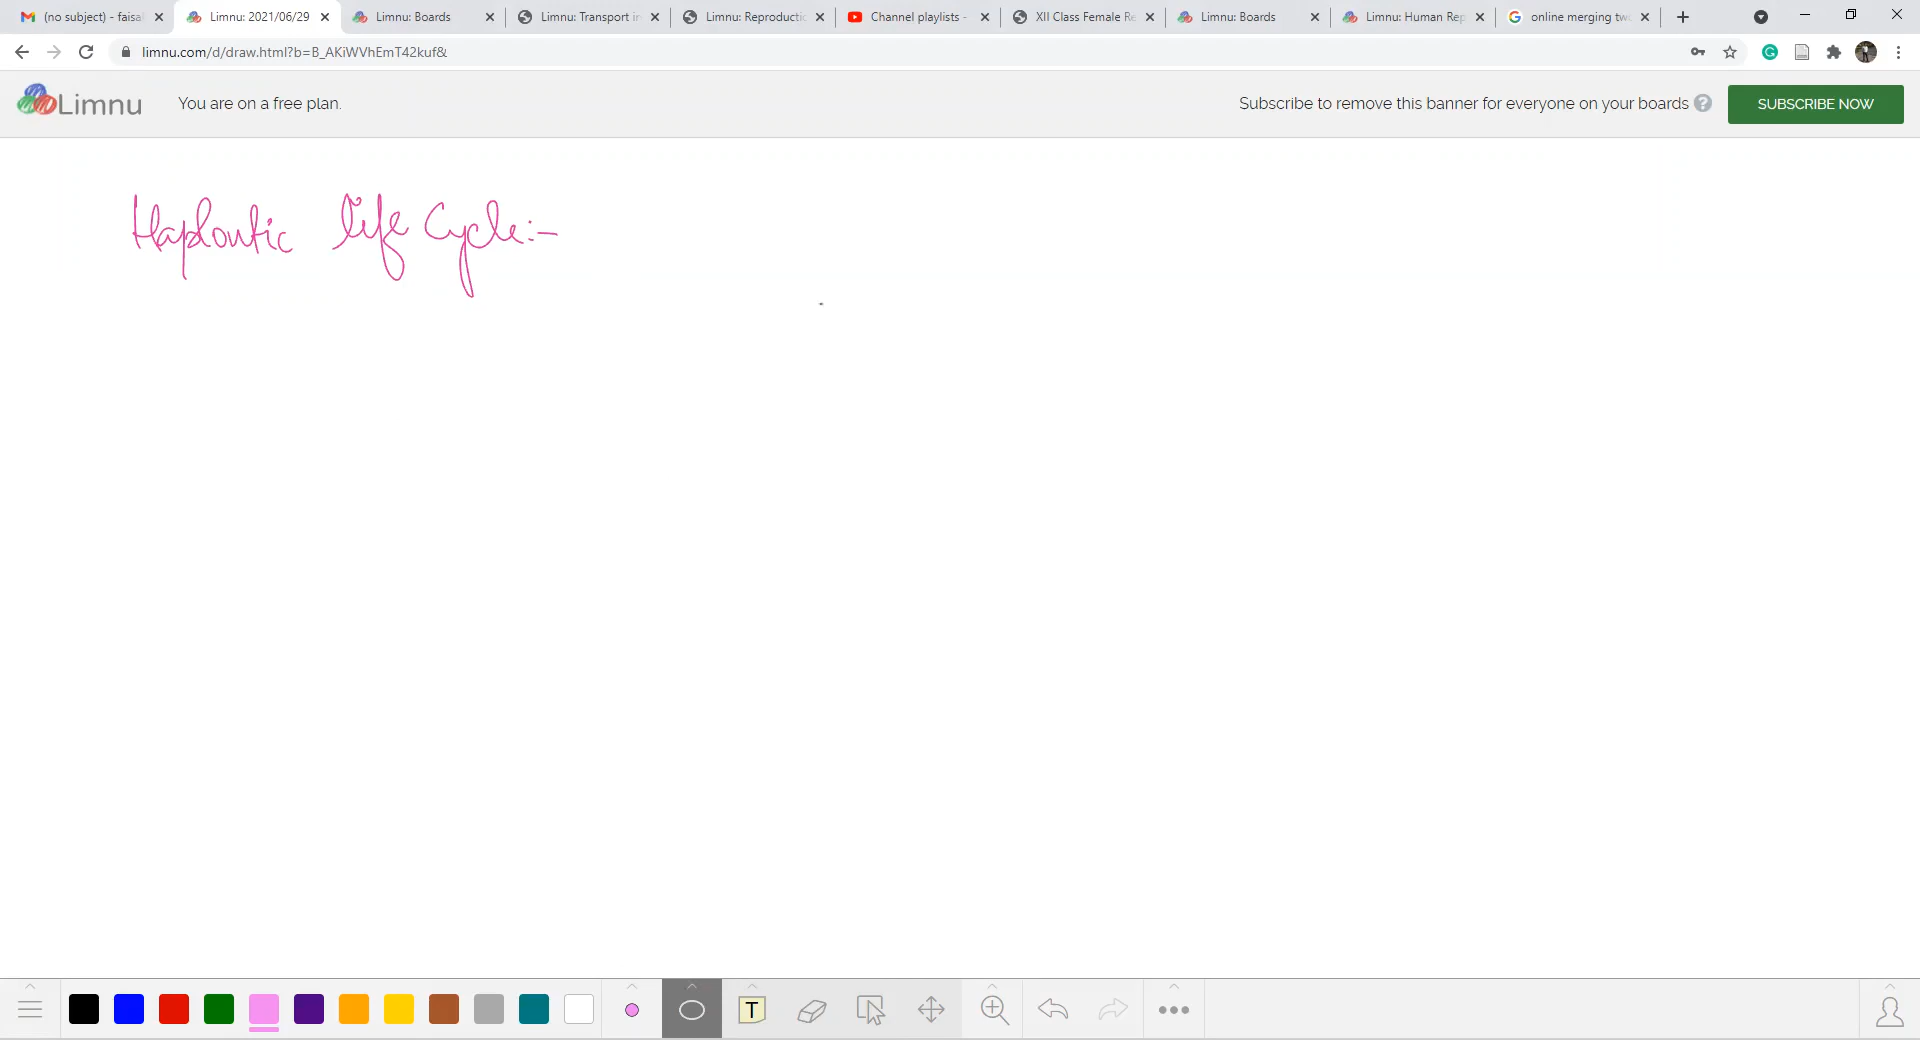 (no subject) - faisal Limnu: 2021/06/29 Limnu: Boards Limnu: Transport in Limnu: Reproductio Channel playlists - XII Class Female Re Limnu: Boards Limnu: Human Rep online merging two
limnu.com/d/draw.html?b=B_AKiWVhEmT42kuf&
Limnu You are on a free plan. Subscribe to remove this banner for everyone on your boards ? SUBSCRIBE NOW
Haplontic life Cycle:-
T